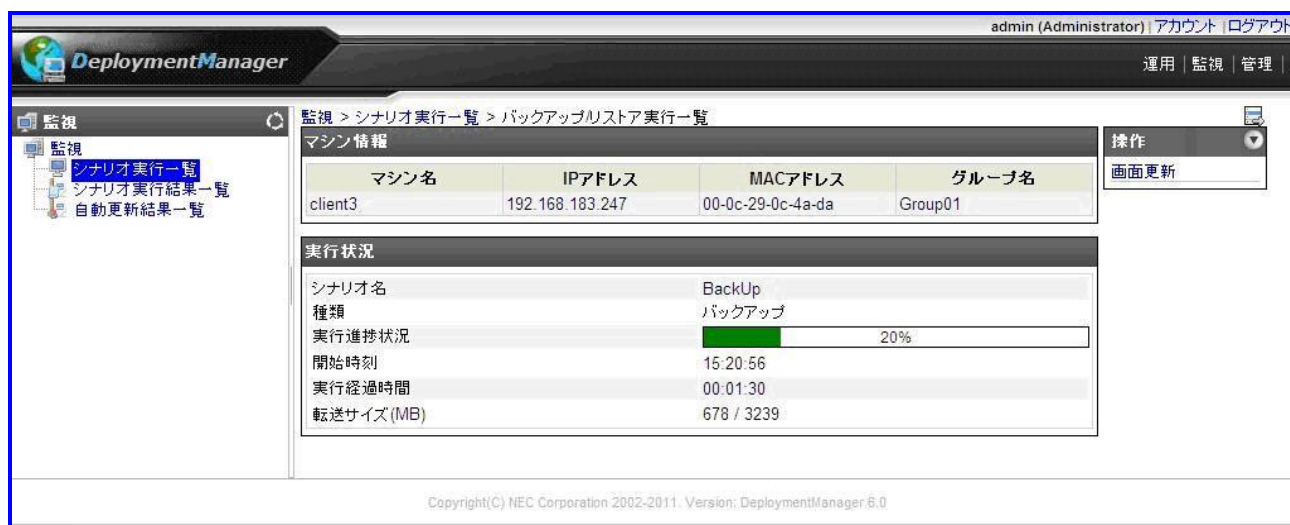 admin (Administrator) | アカウント | ログアウト
DeploymentManager
運用 | 監視 | 管理 |
監視
監視
シナリオ実行一覧
シナリオ実行結果一覧
自動更新結果一覧
監視 > シナリオ実行一覧 > バックアップ/リストア実行一覧
マシン情報
マシン名 IPアドレス MACアドレス グループ名
client3 192.168.183.247 00-0c-29-0c-4a-da Group01
実行状況
シナリオ名 BackUp
種類 バックアップ
実行進捗状況 20%
開始時刻 15:20:56
実行経過時間 00:01:30
転送サイズ(MB) 678 / 3239
操作
画面更新
Copyright(C) NEC Corporation 2002-2011. Version: DeploymentManager 6.0